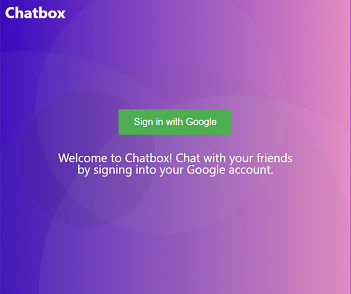 Chatbox
Sign in with Google
Welcome to Chatbox! Chat with your friends
by signing into your Google account.